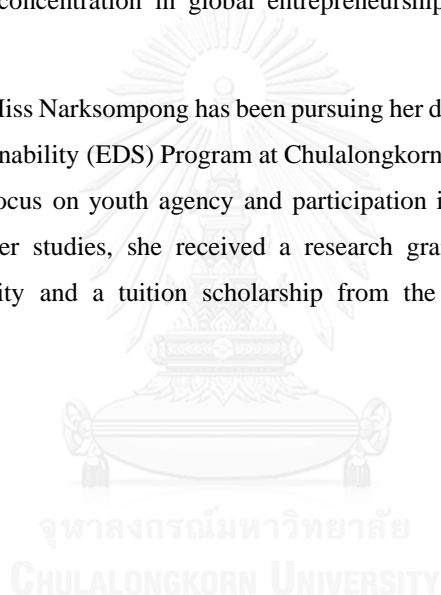 concentration in global entrepreneurship
Miss Narksompong has been pursuing her d
nability (EDS) Program at Chulalongkorn
ocus on youth agency and participation i
er studies, she received a research gra
ity and a tuition scholarship from the
จุฬาลงกรณ์มหาวิทยาลัย
CHULALONGKORN UNIVERSITY